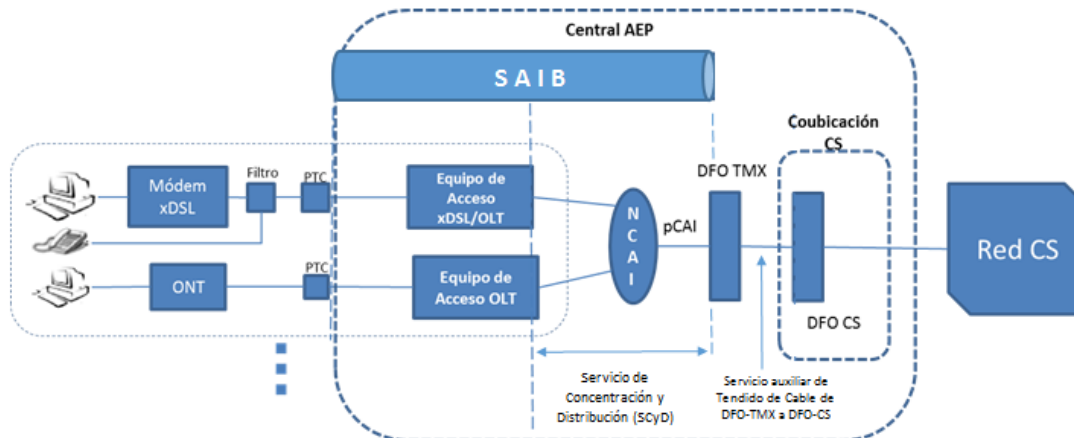 Central AEP
S A I B
Coubicación
CS
DFO TMX
Filtro
PTC
Módem
xDSL
Equipo de
Acceso
xDSL/OLT
N
C
A
I
pCAI
Red CS
PTC
ONT
Equipo de
Acceso OLT
DFO CS
Servicio de
Concentración y
Distribución (SCyD)
Servicio auxiliar de
Tendido de Cable de
DFO-TMX a DFO-CS